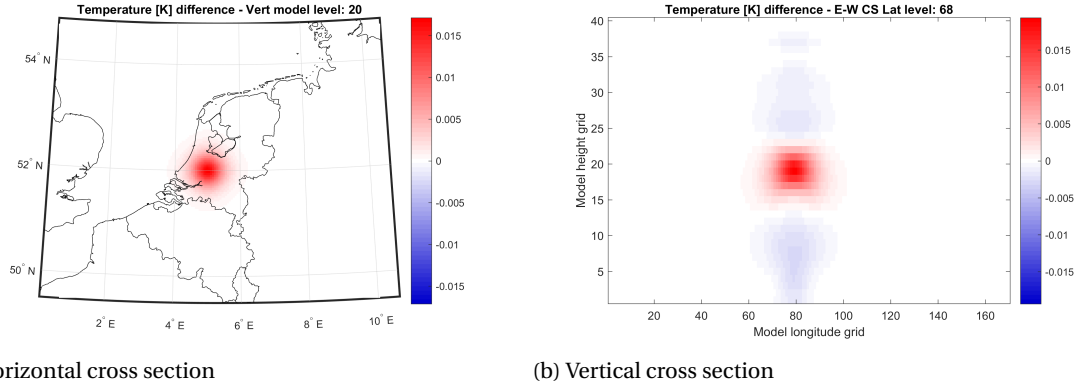 Temperature [K] difference - Vert model level: 20
54° N
52° N
50° N
2° E
4° E
6° E
8° E
10° E
0.015
0.01
0.005
0
-0.005
-0.01
-0.015
Temperature [K] difference - E-W CS Lat level: 68
Model height grid
40
35
30
25
20
15
10
5
20
40
60
80
100
120
140
160
Model longitude grid
0.015
0.01
0.005
0
-0.005
-0.01
-0.015
orizontal cross section
(b) Vertical cross section